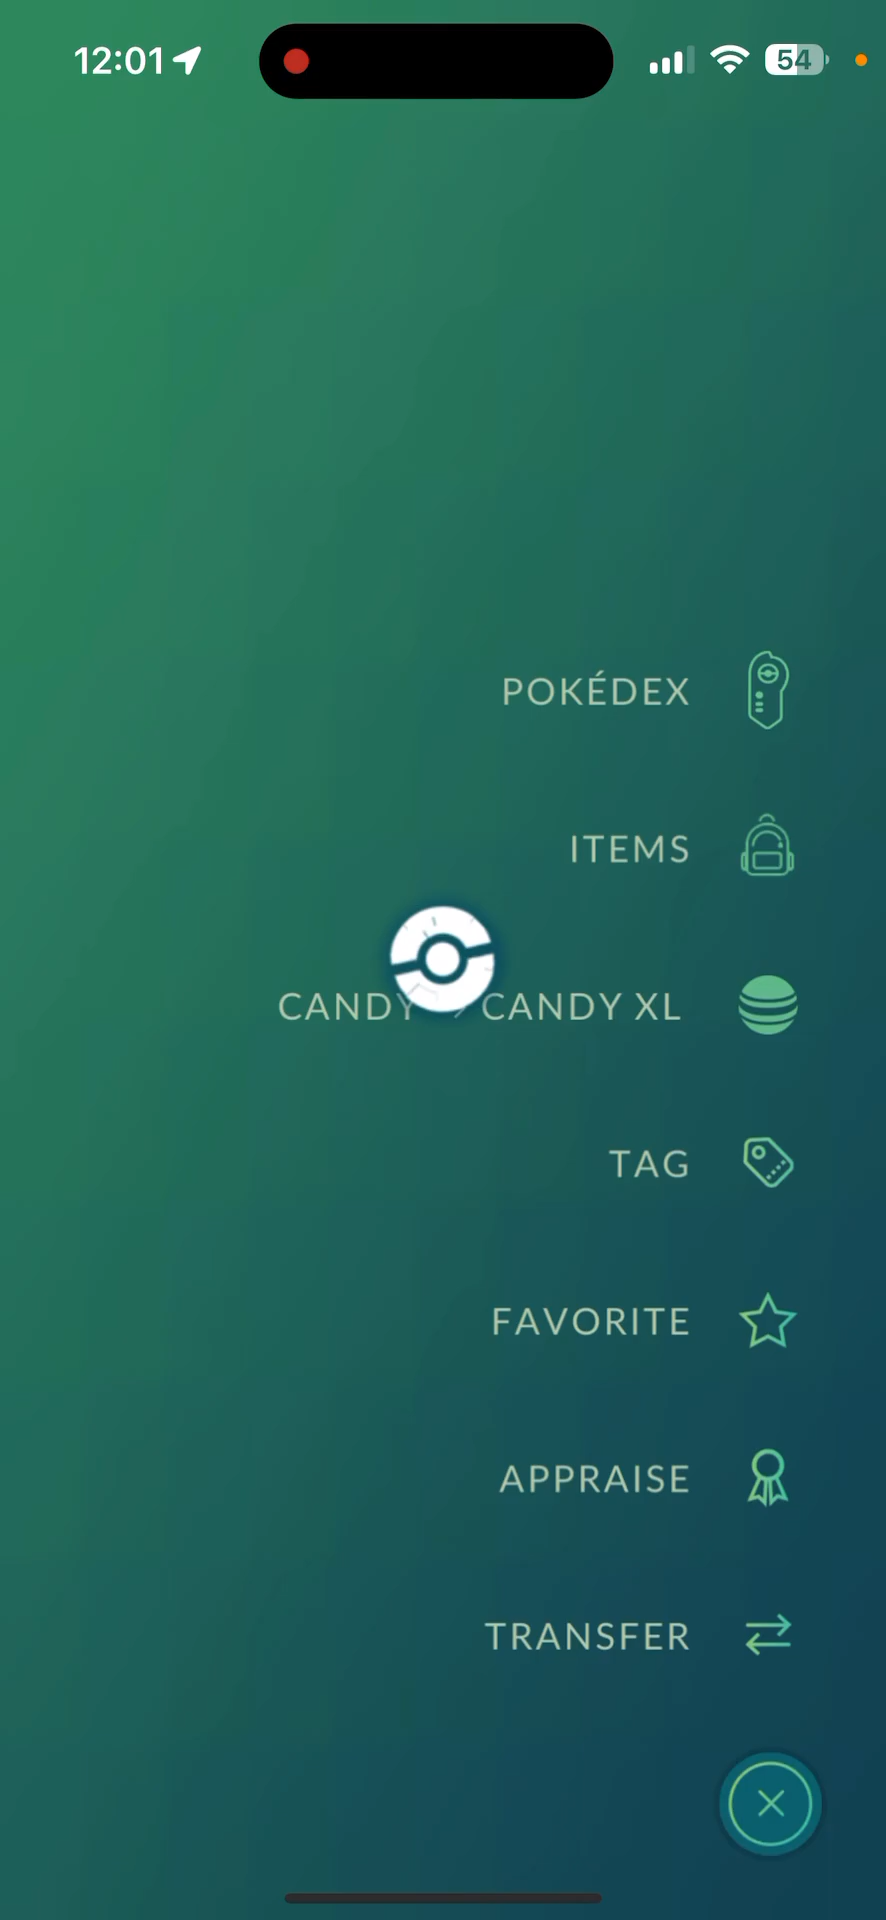 12:01
54
POKÉDEX
ITEMS
CANDY CANDY XL
TAG
FAVORITE
APPRAISE
TRANSFER